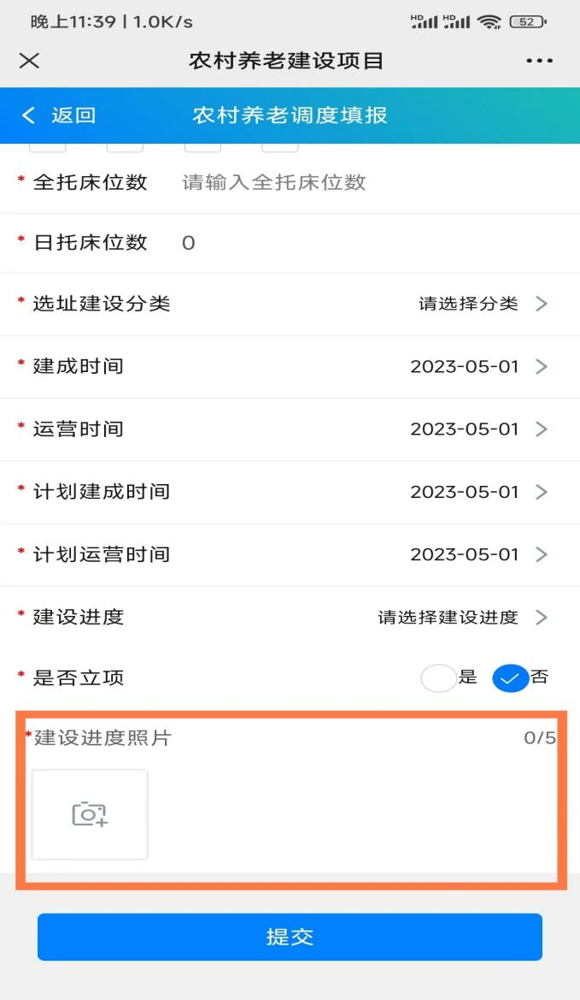 晚上11:39 | 1.0K/s HD HD 52
农村养老建设项目
返回 农村养老调度填报
* 全托床位数 请输入全托床位数
* 日托床位数 0
* 选址建设分类 请选择分类
* 建成时间 2023-05-01
* 运营时间 2023-05-01
* 计划建成时间 2023-05-01
* 计划运营时间 2023-05-01
* 建设进度 请选择建设进度
* 是否立项 是 否
*建设进度照片 0/5
提交